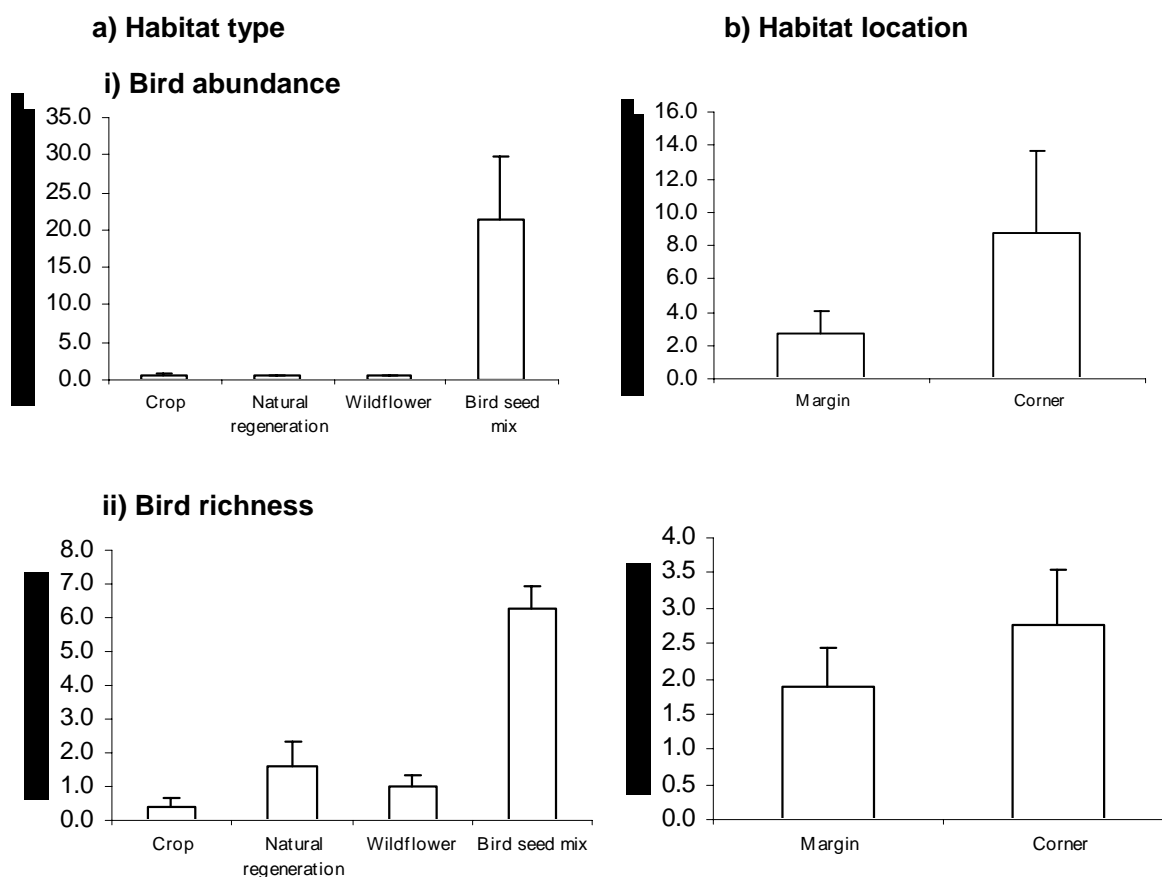 a) Habitat type
b) Habitat location
i) Bird abundance
35.0
30.0
25.0
20.0
15.0
10.0
5.0
0.0
Crop
Natural
regeneration
Wildflower
Bird seed
mix
16.0
14.0
12.0
10.0
8.0
6.0
4.0
2.0
0.0
Margin
Corner
ii) Bird richness
8.0
7.0
6.0
5.0
4.0
3.0
2.0
1.0
0.0
Crop
Natural
regeneration
Wildflower
Bird seed mix
4.0
3.5
3.0
2.5
2.0
1.5
1.0
0.5
0.0
Margin
Corner